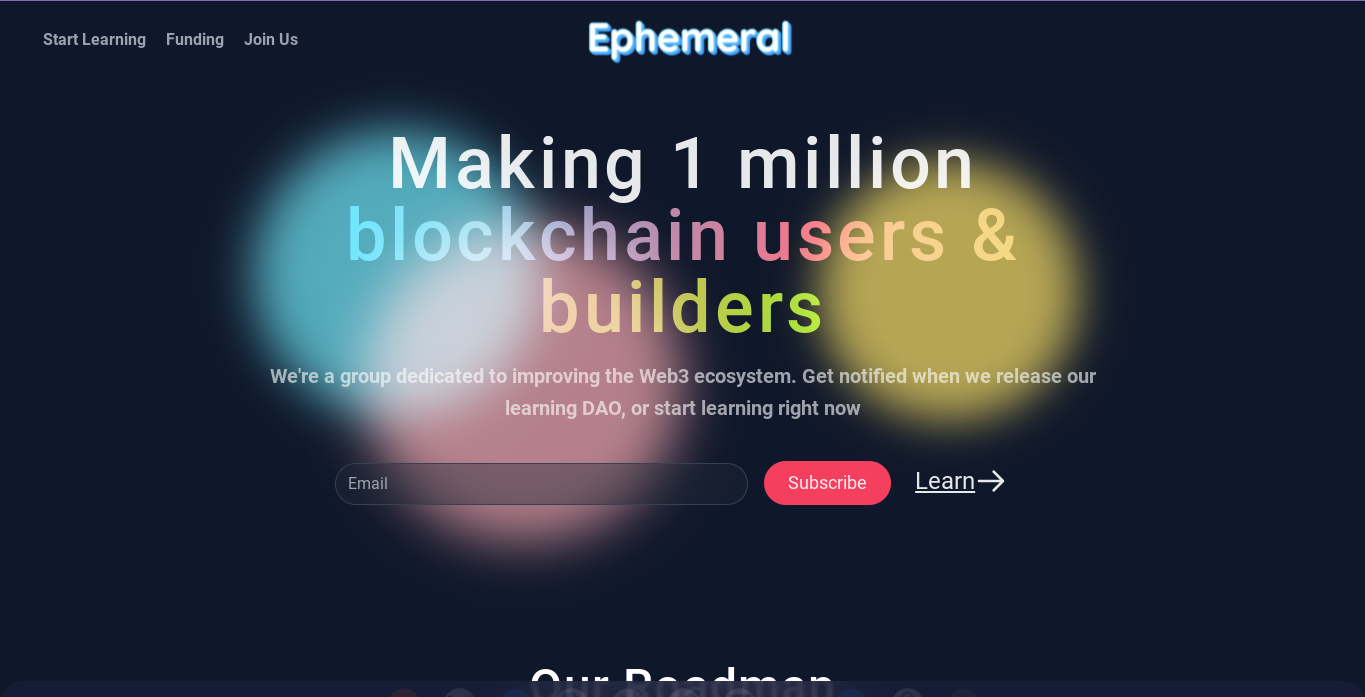 Start Learning Funding Join Us
Ephemeral
Making 1 million
blockchain users &
builders
We're a group dedicated to improving the Web3 ecosystem. Get notified when we release our
learning DAO, or start learning right now
Email
Subscribe
Learn
Our Roadmap